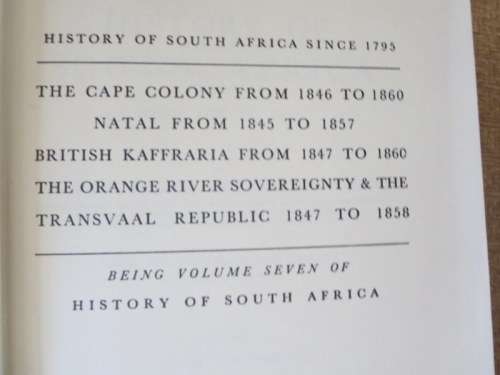 HISTORY OF SOUTH AFRICA SINCE 1795
THE CAPE COLONY FROM 1846 TO 1860
NATAL FROM 1845 TO 1857
BRITISH KAFFRARIA FROM 1847 TO 1860
THE ORANGE RIVER SOVEREIGNTY & THE
TRANSVAAL REPUBLIC 1847 TO 1858
BEING VOLUME SEVEN OF
HISTORY OF SOUTH AFRICA